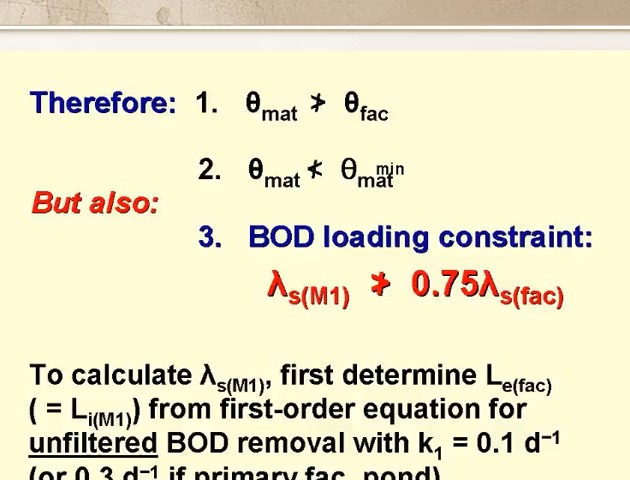 Therefore: 1. θmat ≯ θfac
2. θmat ≮ θmat^min
But also:
3. BOD loading constraint:
λs(M1) ≯ 0.75λs(fac)
To calculate λs(M1), first determine Le(fac)
( = Li(M1)) from first-order equation for
unfiltered BOD removal with k1 = 0.1 d⁻¹
(or 0.3 d⁻¹ if primary fac. pond)